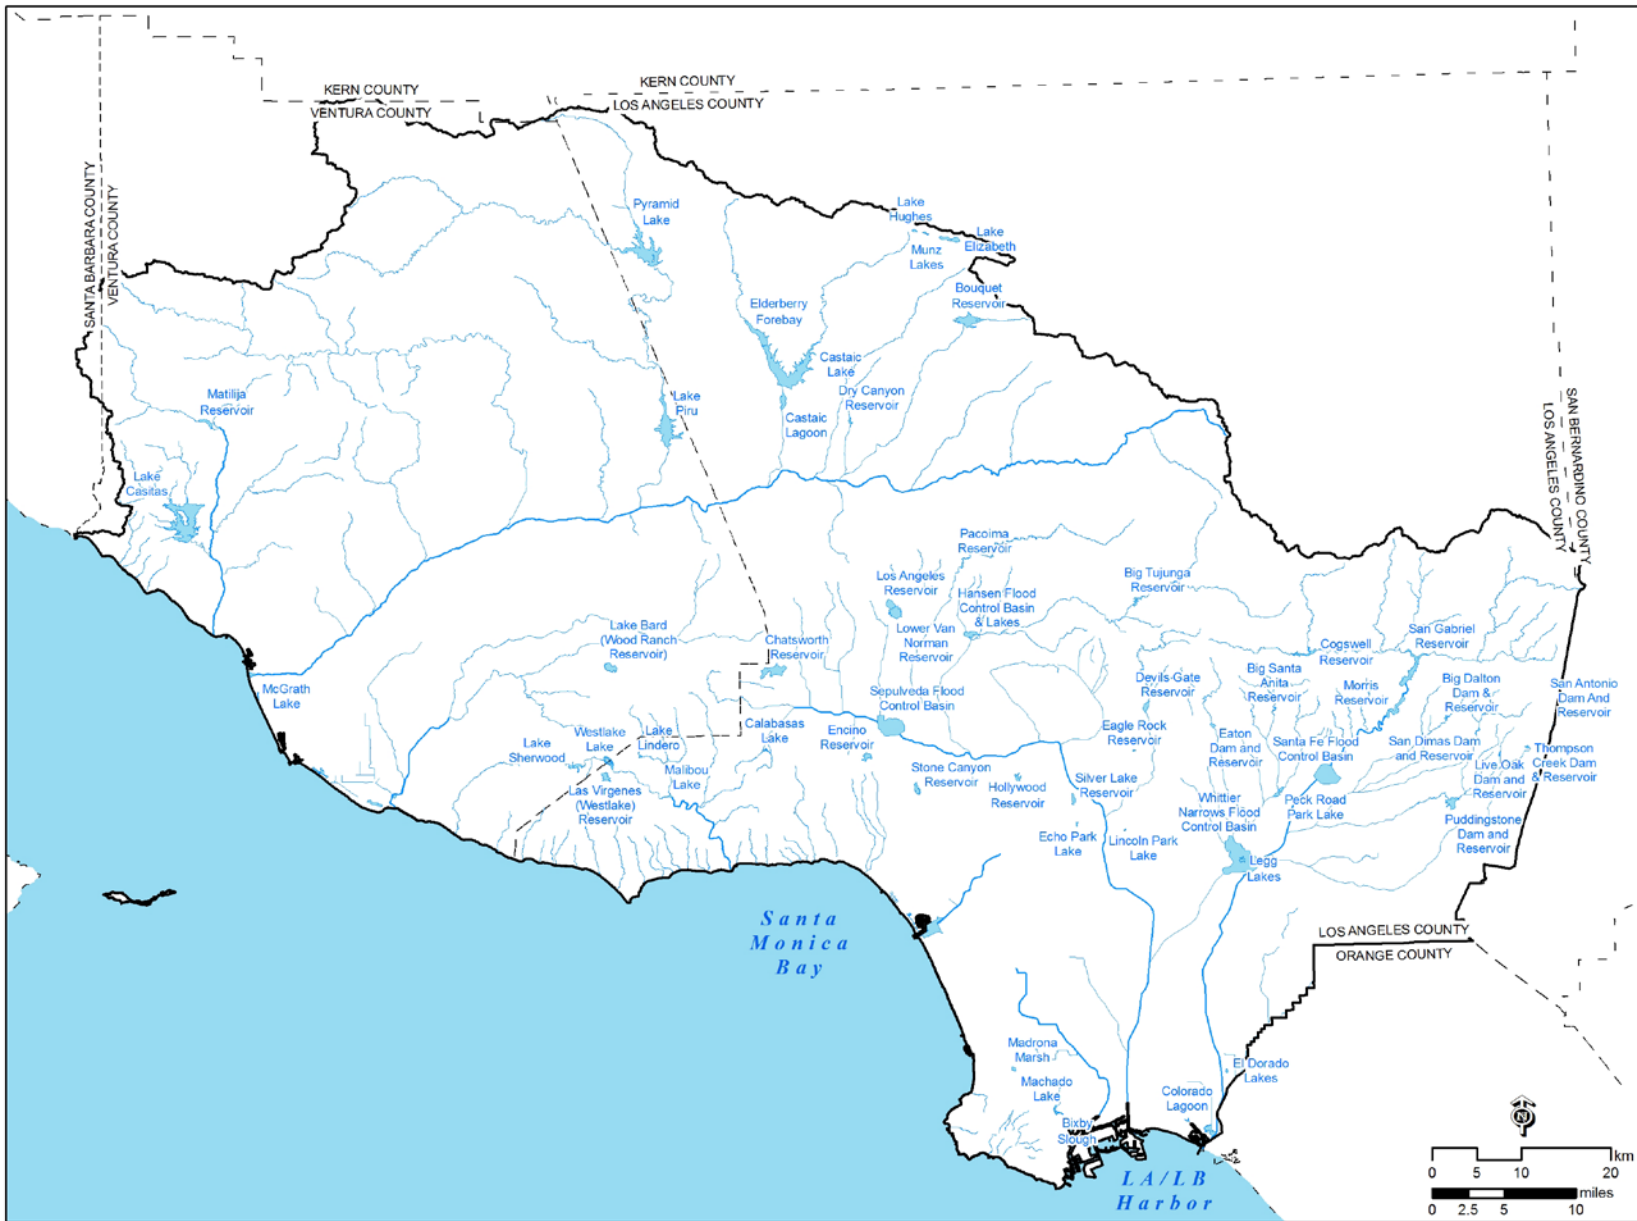 KERN COUNTY
VENTURA COUNTY
KERN COUNTY
LOS ANGELES COUNTY
SANTA BARBARA COUNTY
VENTURA COUNTY
Pyramid
Lake
Lake
Hughes
Lake
Elizabeth
Munz
Lakes
Bouquet
Reservoir
Elderberry
Forebay
Castaic
Lake
Dry Canyon
Reservoir
Castaic
Lagoon
Lake
Piru
Matilija
Reservoir
Lake
Casitas
SAN BERNARDINO COUNTY
LOS ANGELES COUNTY
Pacoima
Reservoir
Los Angeles
Reservoir
Hansen Flood
Control Basin
& Lakes
Big Tujunga
Reservoir
Lower Van
Norman
Reservoir
Lake Bard
(Wood Ranch
Reservoir)
Chatsworth
Reservoir
Cogswell
Reservoir
San Gabriel
Reservoir
Devils Gate
Reservoir
Big Santa
Anita
Reservoir
Morris
Reservoir
Big Dalton
Dam &
Reservoir
San Antonio
Dam And
Reservoir
McGrath
Lake
Sepulveda Flood
Control Basin
Calabasas
Lake
Encino
Reservoir
Eagle Rock
Reservoir
Eaton
Dam and
Reservoir
Santa Fe Flood
Control Basin
San Dimas Dam
and Reservoir
Live Oak
Dam and
Reservoir
Thompson
Creek Dam
& Reservoir
Lake
Sherwood
Westlake
Lake
Lake
Lindero
Malibou
Lake
Las Virgenes
(Westlake)
Reservoir
Stone Canyon
Reservoir
Hollywood
Reservoir
Silver Lake
Reservoir
Whittier
Narrows Flood
Control Basin
Peck Road
Park Lake
Puddingstone
Dam and
Reservoir
Echo Park
Lake
Lincoln Park
Lake
Legg
Lakes
Santa
Monica
Bay
LOS ANGELES COUNTY
ORANGE COUNTY
Madrona
Marsh
Machado
Lake
Bixby
Slough
Colorado
Lagoon
El Dorado
Lakes
LA/LB
Harbor
N
km
0 5 10 20
miles
0 2.5 5 10